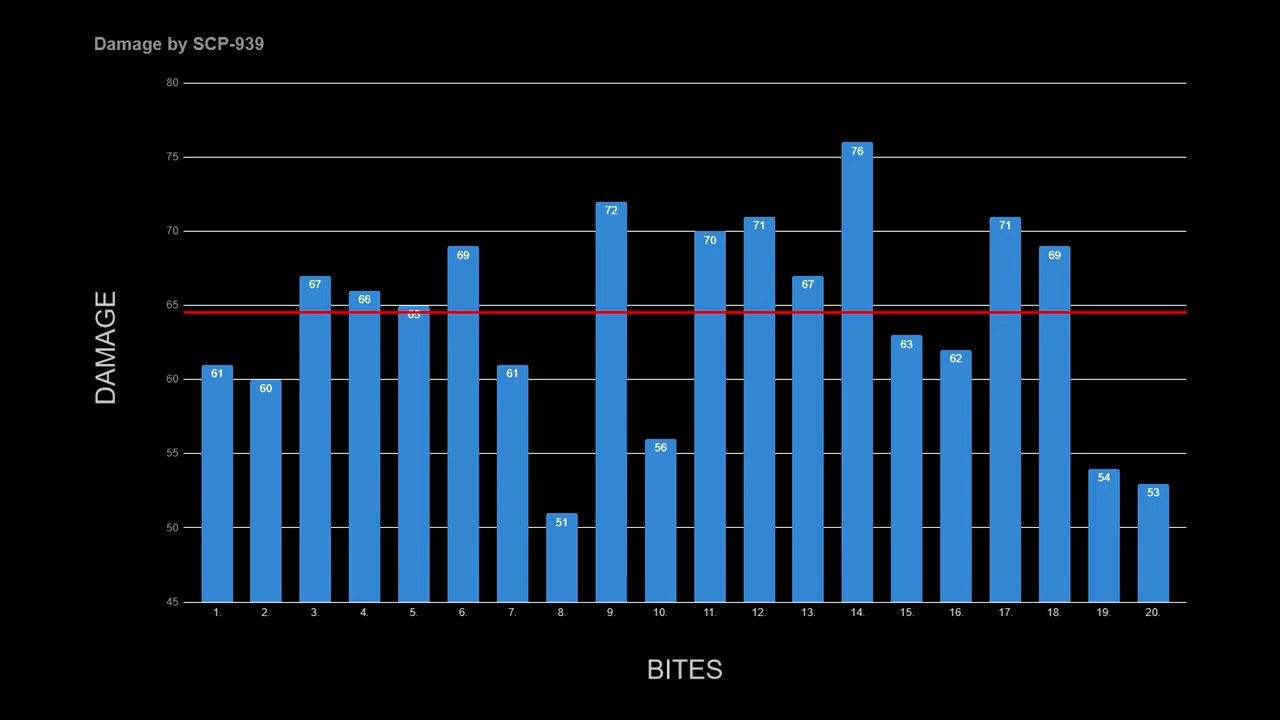 Damage by SCP-939
80
75
70
65
60
55
50
45
DAMAGE
61 60 67 66 65 69 61 51 72 56 70 71 67 76 63 62 71 69 54 53
1. 2. 3. 4. 5. 6. 7. 8. 9. 10. 11. 12. 13. 14. 15. 16. 17. 18. 19. 20.
BITES